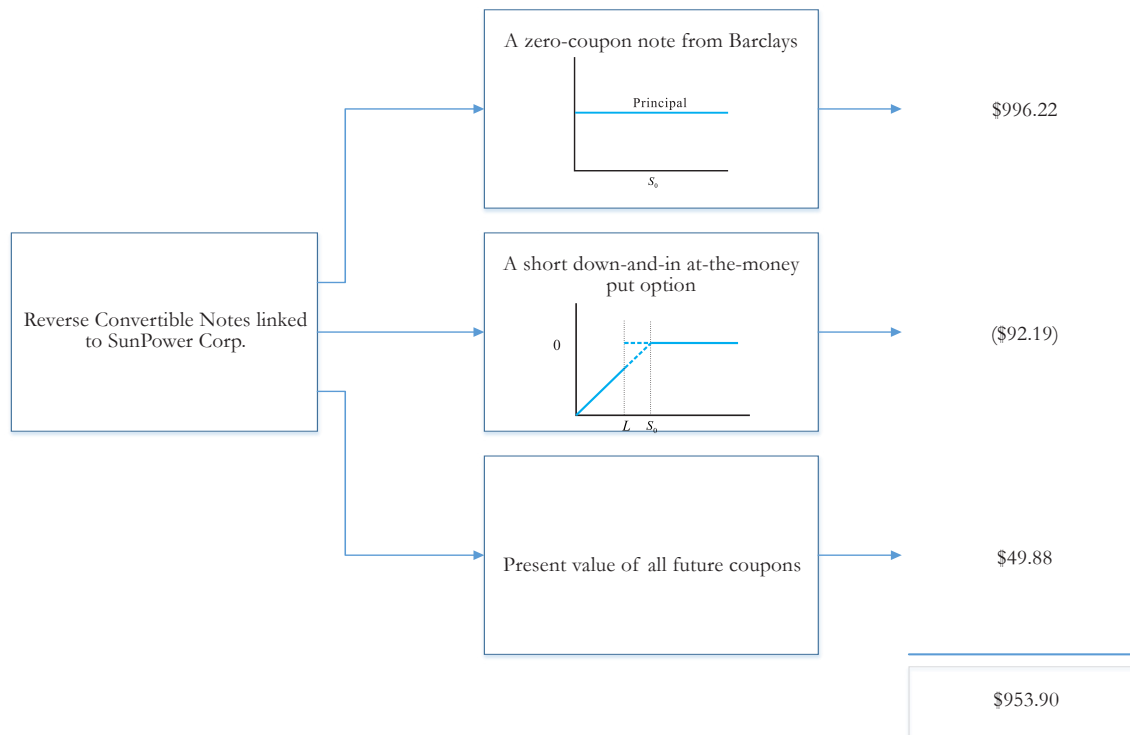 A zero-coupon note from Barclays
Principal
S₀
$996.22
Reverse Convertible Notes linked
to SunPower Corp.
A short down-and-in at-the-money
put option
0
L S₀
($92.19)
Present value of all future coupons
$49.88
$953.90